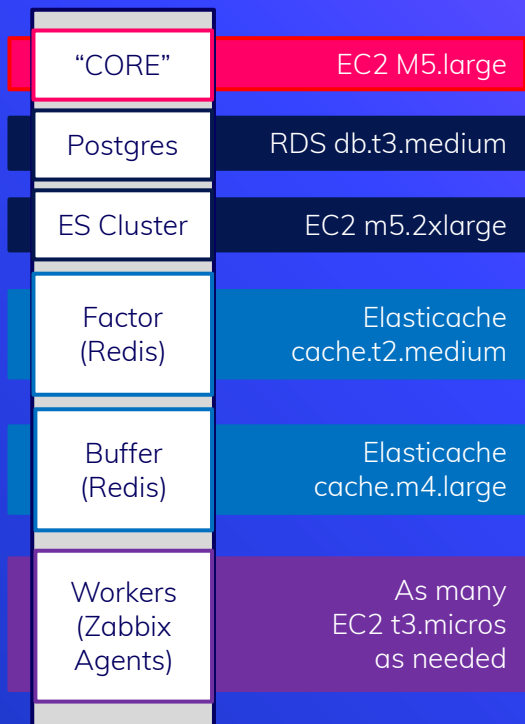 “CORE”
EC2 M5.large
Postgres
RDS db.t3.medium
ES Cluster
EC2 m5.2xlarge
Factor
(Redis)
Elasticache
cache.t2.medium
Buffer
(Redis)
Elasticache
cache.m4.large
Workers
(Zabbix
Agents)
As many
EC2 t3.micros
as needed